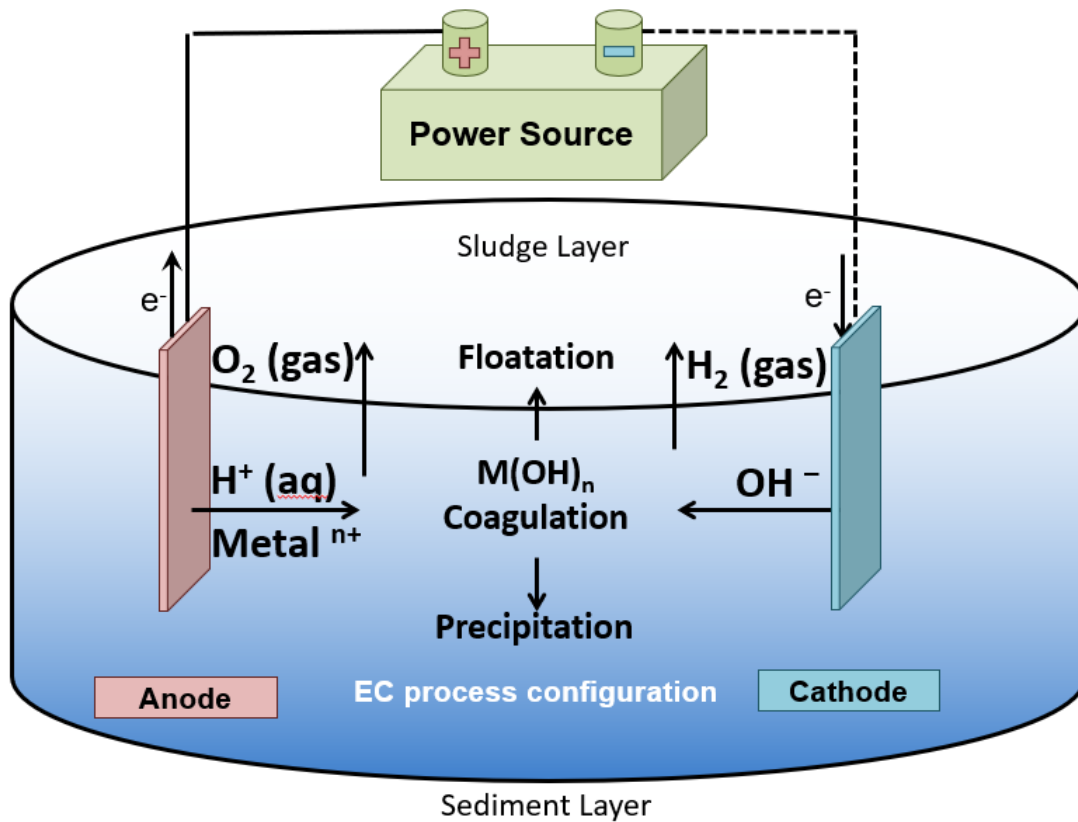 + −
Power Source
Sludge Layer
e-
e-
O2 (gas)
Floatation
H2 (gas)
H+ (aq)
Metal n+
M(OH)n
Coagulation
OH −
Precipitation
Anode
EC process configuration
Cathode
Sediment Layer